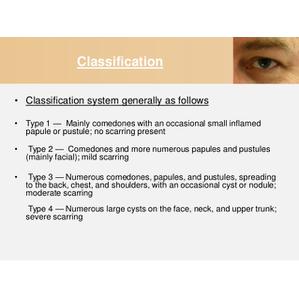 Classification
• Classification system generally as follows
• Type 1 — Mainly comedones with an occasional small inflamed
papule or pustule; no scarring present
• Type 2 — Comedones and more numerous papules and pustules
(mainly facial); mild scarring
• Type 3 — Numerous comedones, papules, and pustules, spreading
to the back, chest, and shoulders, with an occasional cyst or nodule;
moderate scarring
Type 4 — Numerous large cysts on the face, neck, and upper trunk;
severe scarring